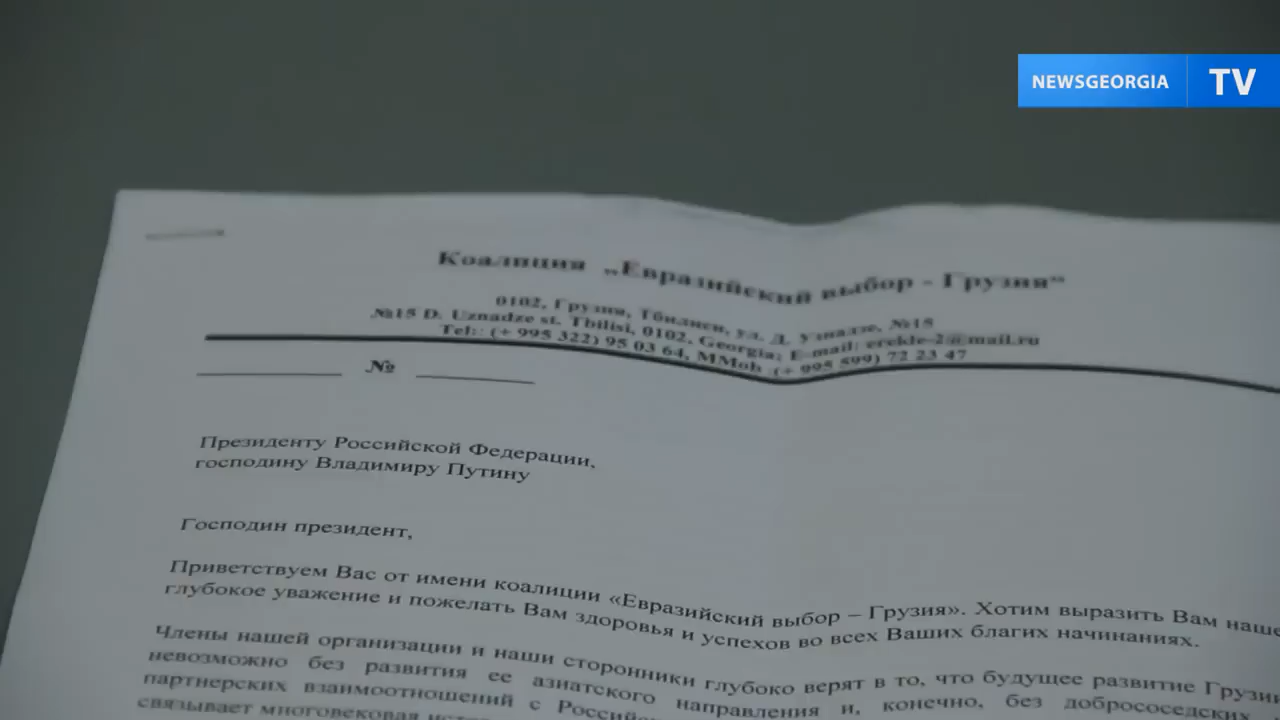 NEWSGEORGIA TV
Коалиция „Евразийский выбор - Грузия“
0102, Грузия, Тбилиси, ул. Д. Узнадзе, №15
№15 D. Uznadze st. Tbilisi, 0102, Georgia; E-mail: erekle-2@mail.ru
Tel:: (+ 995 322) 95 03 64, MMob :(+ 995 599) 72 23 47
№
Президенту Российской Федерации,
господину Владимиру Путину
Господин президент,
Приветствуем Вас от имени коалиции «Евразийский выбор – Грузия». Хотим выразить Вам наше
глубокое уважение и пожелать Вам здоровья и успехов во всех Ваших благих начинаниях.
Члены нашей организации и наши сторонники глубоко верят в то, что будущее развитие Грузии
невозможно без развития ее азиатского направления и, конечно, без добрососедских
партнерских взаимоотношений с
связывает многовековая